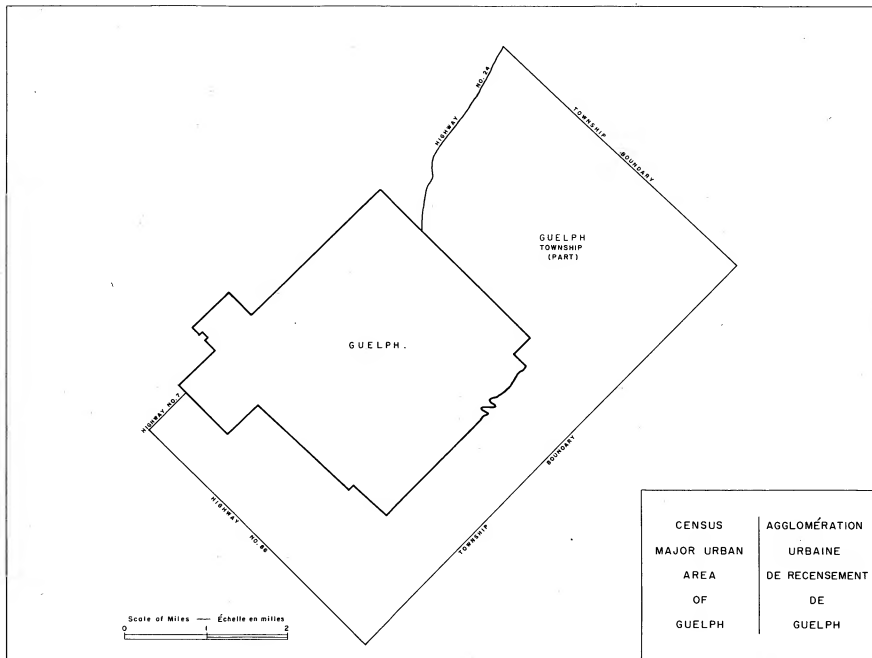 HIGHWAY NO. 24
TOWNSHIP BOUNDARY
GUELPH
TOWNSHIP
(PART)
GUELPH.
HIGHWAY NO. 7
HIGHWAY NO. 86
TOWNSHIP BOUNDARY
Scale of Miles — Échelle en milles
0 1 2
CENSUS
MAJOR URBAN
AREA
OF
GUELPH
AGGLOMÉRATION
URBAINE
DE RECENSEMENT
DE
GUELPH